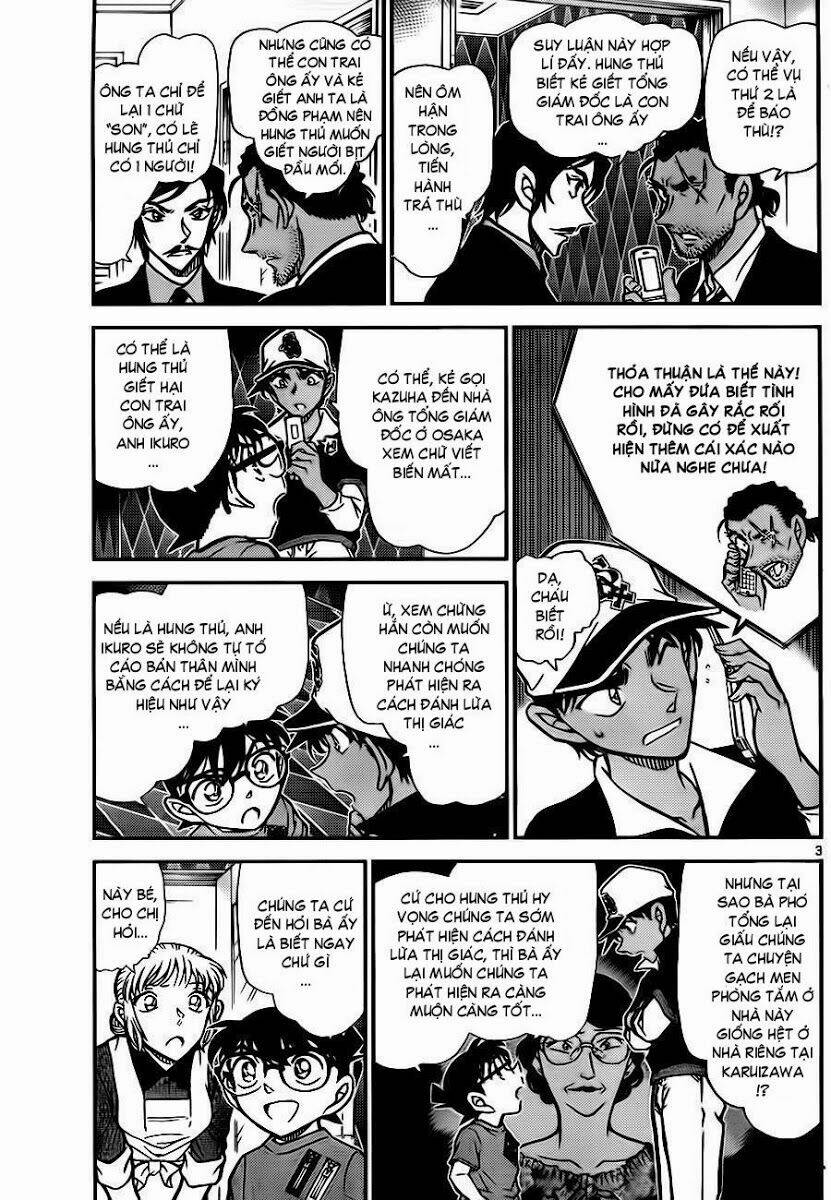 NẾU VẬY,
CÓ THỂ VỤ
THỨ 2 LÀ
ĐỂ BÁO
THÙ!?
SUY LUẬN NÀY HỢP
LÍ ĐẤY. HUNG THỦ
BIẾT KẺ GIẾT TỔNG
GIÁM ĐỐC LÀ CON
TRAI ÔNG ẤY
...
NÊN ÔM
HẬN
TRONG
LÒNG,
TIẾN
HÀNH
TRẢ THÙ
...
NHƯNG CŨNG CÓ
THỂ CON TRAI
ÔNG ẤY VÀ KẺ
GIẾT ANH TA LÀ
ĐỒNG PHẠM NÊN
HUNG THỦ MUỐN
GIẾT NGƯỜI BỊT
ĐẦU MỐI.
ÔNG TA CHỈ ĐỂ
LẠI 1 CHỮ
"SON", CÓ LẼ
HUNG THỦ CHỈ
CÓ 1 NGƯỜI!
THỎA THUẬN LÀ THẾ NÀY!
CHO MẤY ĐỨA BIẾT TÌNH
HÌNH ĐÃ GÂY RẮC RỐI
RỒI, ĐỪNG CÓ ĐỂ XUẤT
HIỆN THÊM CÁI XÁC NÀO
NỮA NGHE CHƯA!
DẠ,
CHÁU
BIẾT
RỒI!
CÓ THỂ, KẺ GỌI
KAZUHA ĐẾN NHÀ
ÔNG TỔNG GIÁM
ĐỐC Ở OSAKA
XEM CHỮ VIẾT
BIẾN MẤT...
CÓ THỂ LÀ
HUNG THỦ
GIẾT HẠI
CON TRAI
ÔNG ẤY,
ANH IKURO
...
Ừ, XEM CHỪNG
HẮN CÒN MUỐN
CHÚNG TA
NHANH CHÓNG
PHÁT HIỆN RA
CÁCH ĐÁNH LỪA
THỊ GIÁC
...
NẾU LÀ HUNG THỦ, ANH
IKURO SẼ KHÔNG TỰ TỐ
CÁO BẢN THÂN MÌNH
BẰNG CÁCH ĐỂ LẠI KÝ
HIỆU NHƯ VẬY
...
3
NHƯNG TẠI
SAO BÀ PHÓ
TỔNG LẠI
GIẤU CHÚNG
TA CHUYỆN
GẠCH MEN
PHÒNG TẮM Ở
NHÀ NÀY
GIỐNG HỆT Ở
NHÀ RIÊNG TẠI
KARUIZAWA
!?
CỨ CHO HUNG THỦ HY
VỌNG CHÚNG TA SỚM
PHÁT HIỆN CÁCH ĐÁNH
LỪA THỊ GIÁC, THÌ BÀ ẤY
LẠI MUỐN CHÚNG TA
PHÁT HIỆN RA CÀNG
MUỘN CÀNG TỐT...
CHÚNG TA CỨ
ĐẾN HỎI BÀ ẤY
LÀ BIẾT NGAY
CHỨ GÌ
...
NÀY BÉ,
CHO CHỊ
HỎI...